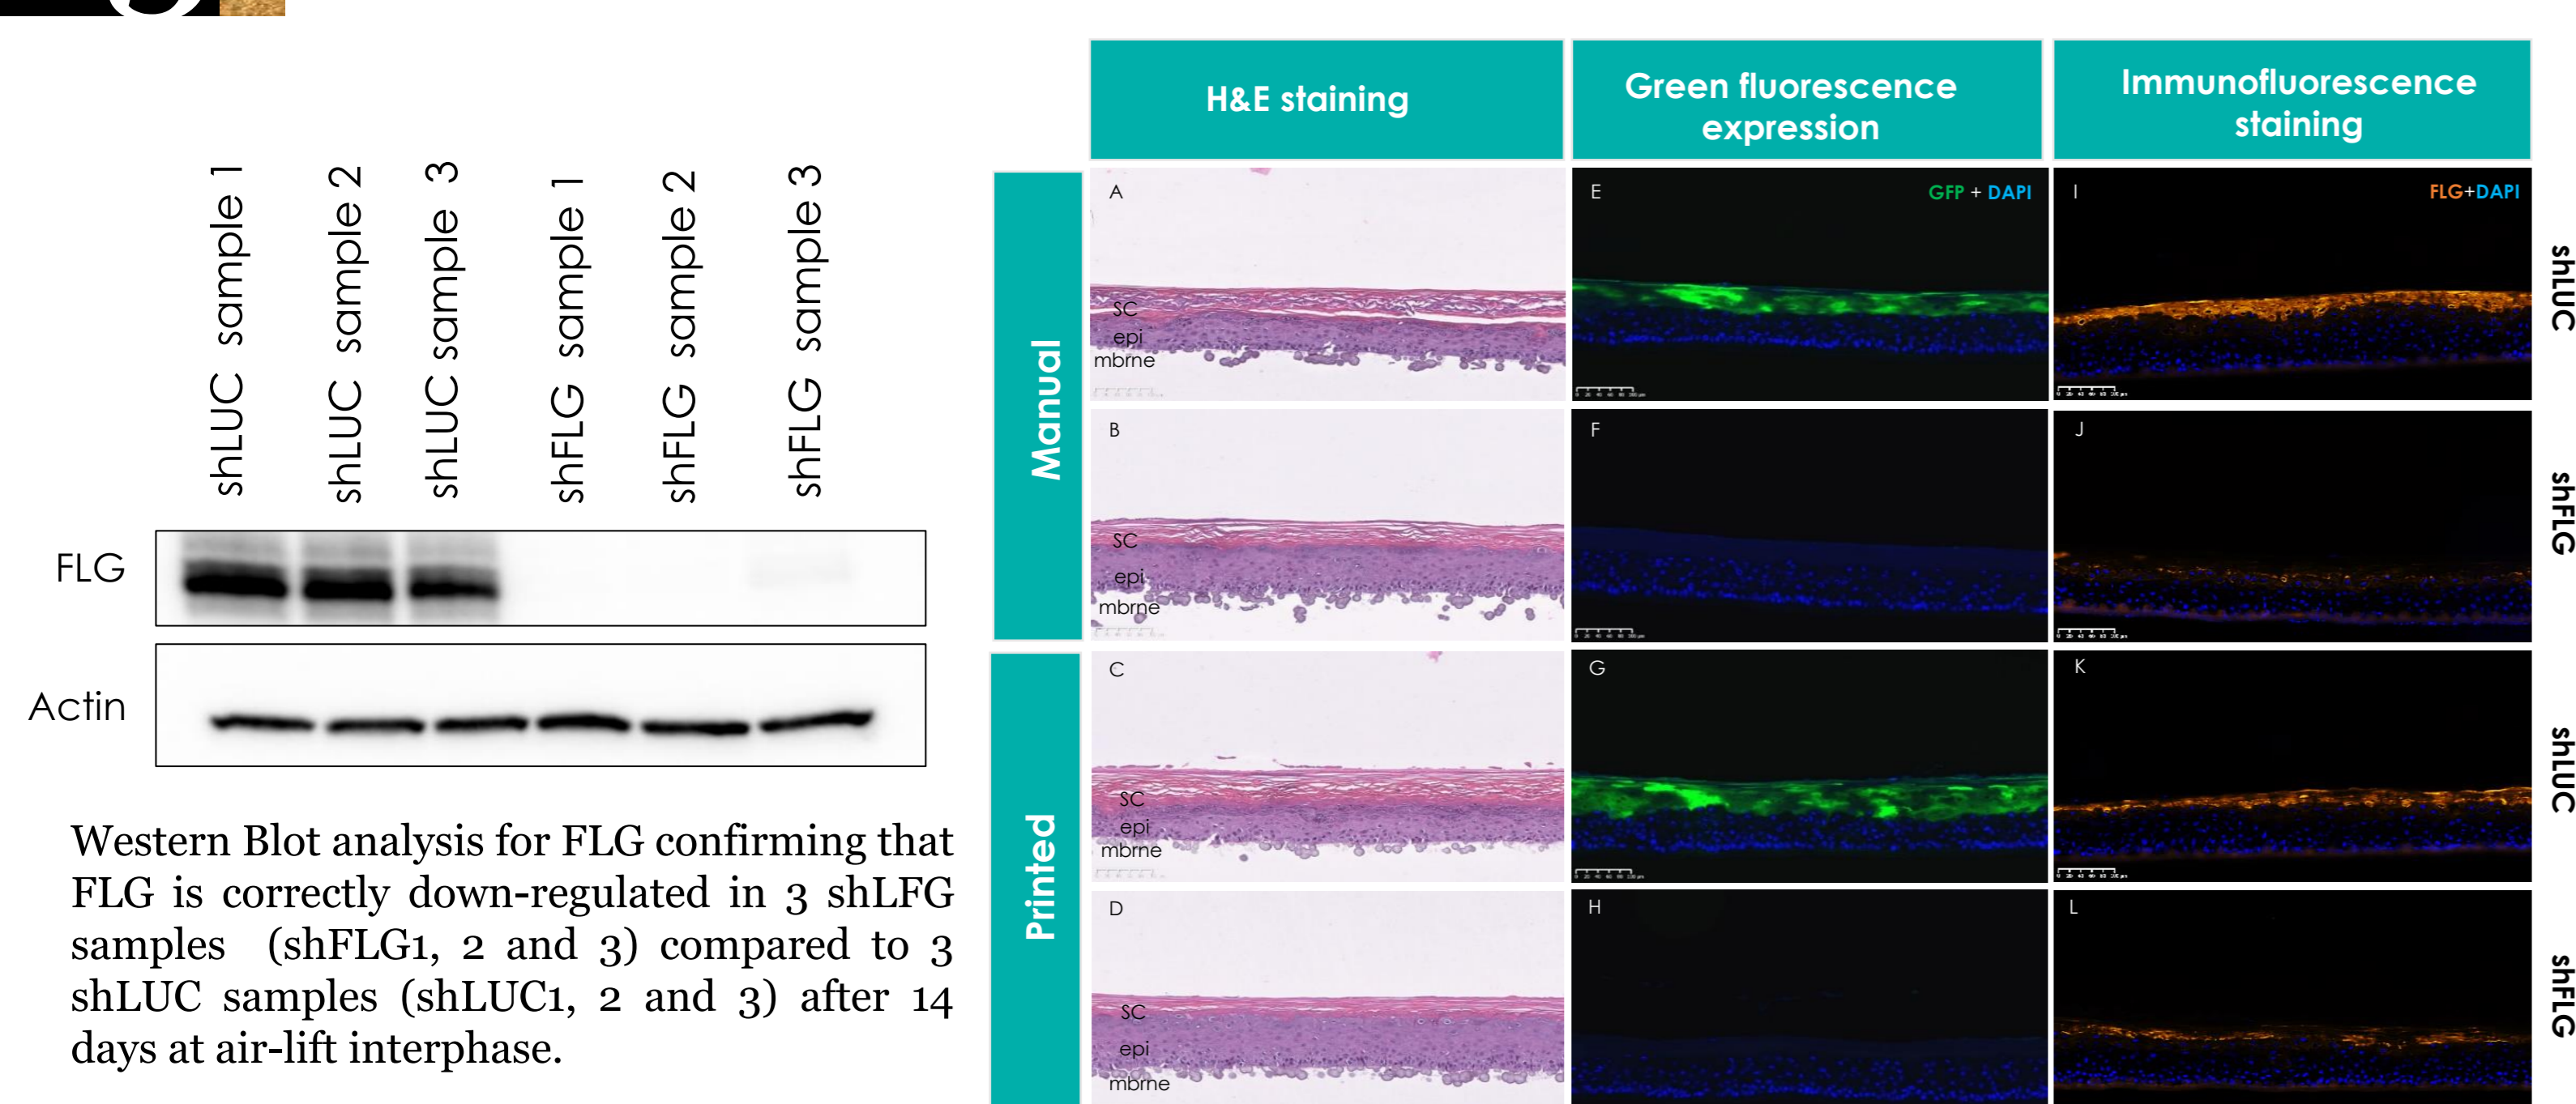 shLUC sample 1
shLUC sample 2
shLUC sample 3
shFLG sample 1
shFLG sample 2
shFLG sample 3
FLG
Actin
Western Blot analysis for FLG confirming that
FLG is correctly down-regulated in 3 shLFG
samples (shFLG1, 2 and 3) compared to 3
shLUC samples (shLUC1, 2 and 3) after 14
days at air-lift interphase.
H&E staining
Green fluorescence
expression
Immunofluorescence
staining
Manual
A
SC
epi
mbrne
E
GFP + DAPI
I
FLG+DAPI
shLUC
B
SC
epi
mbrne
F
J
shFLG
Printed
C
SC
epi
mbrne
G
K
shLUC
D
SC
epi
mbrne
H
L
shFLG